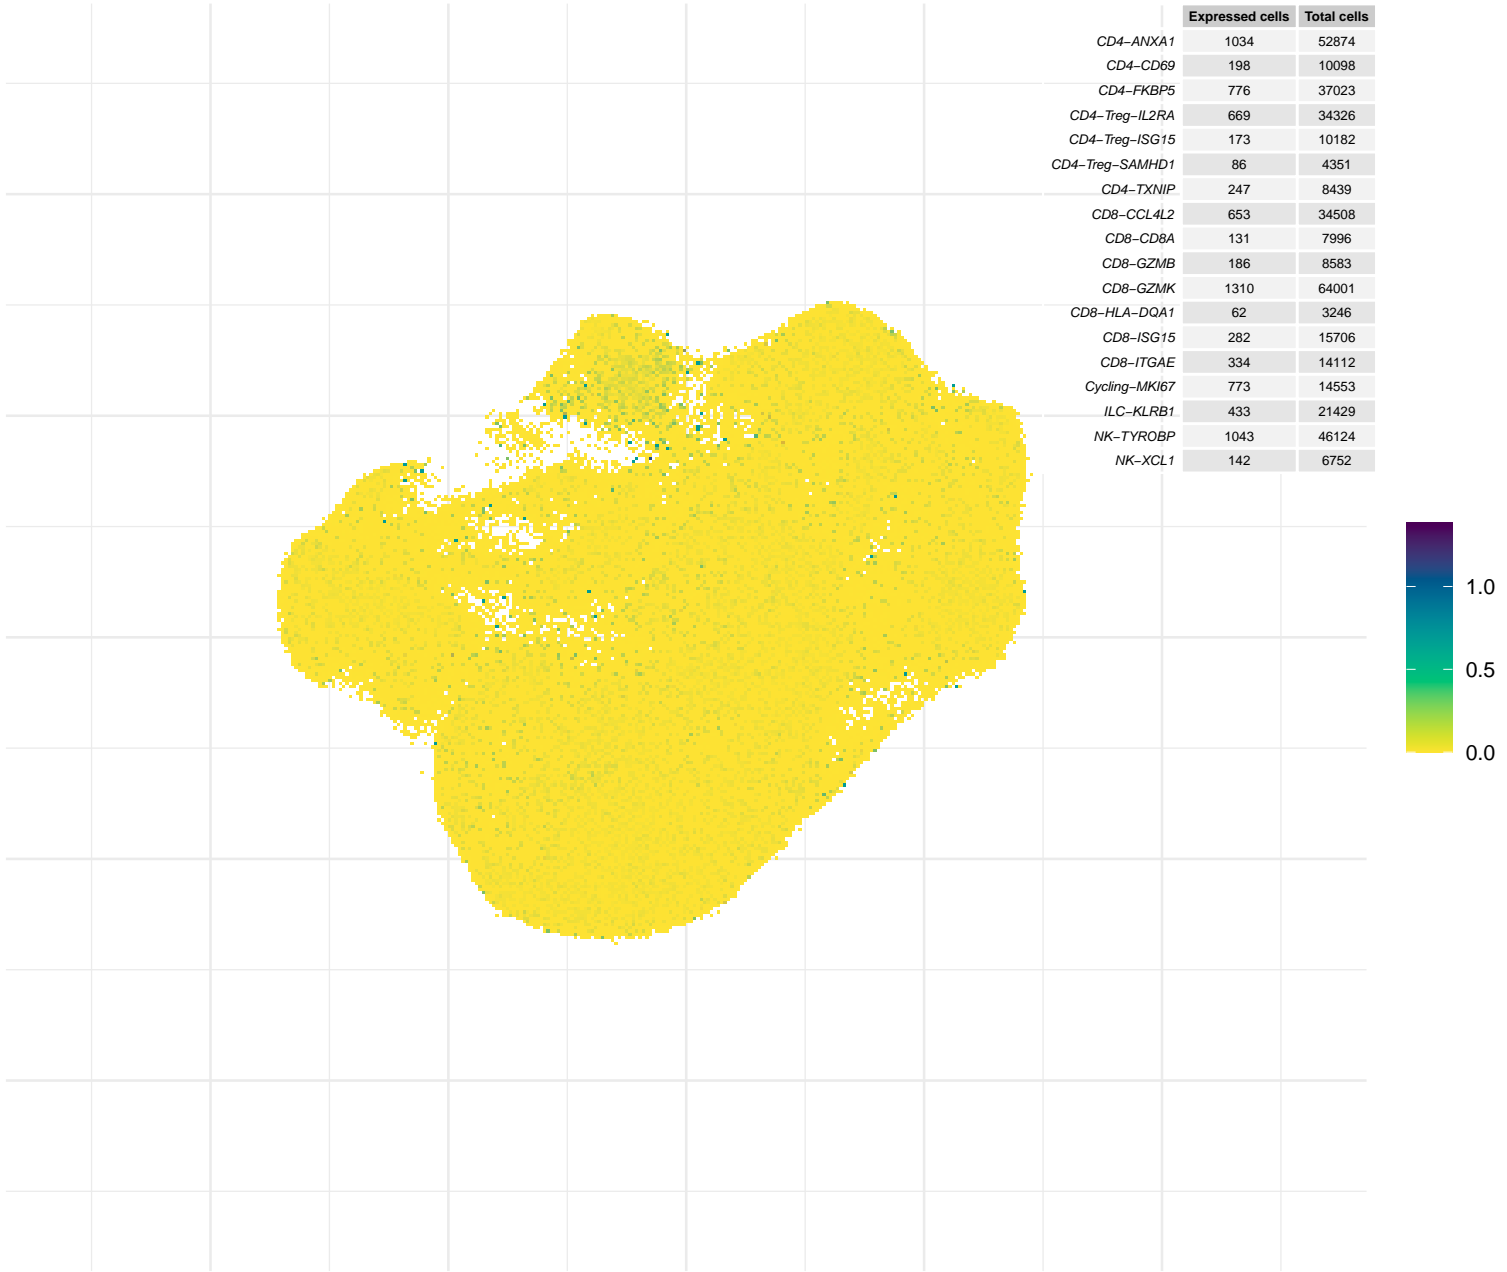 Expressed cells Total cells
CD4−ANXA1 1034 52874
CD4−CD69 198 10098
CD4−FKBP5 776 37023
CD4−Treg−IL2RA 669 34326
CD4−Treg−ISG15 173 10182
CD4−Treg−SAMHD1 86 4351
CD4−TXNIP 247 8439
CD8−CCL4L2 653 34508
CD8−CD8A 131 7996
CD8−GZMB 186 8583
CD8−GZMK 1310 64001
CD8−HLA−DQA1 62 3246
CD8−ISG15 282 15706
CD8−ITGAE 334 14112
Cycling−MKI67 773 14553
ILC−KLRB1 433 21429
NK−TYROBP 1043 46124
NK−XCL1 142 6752
1.0
0.5
0.0